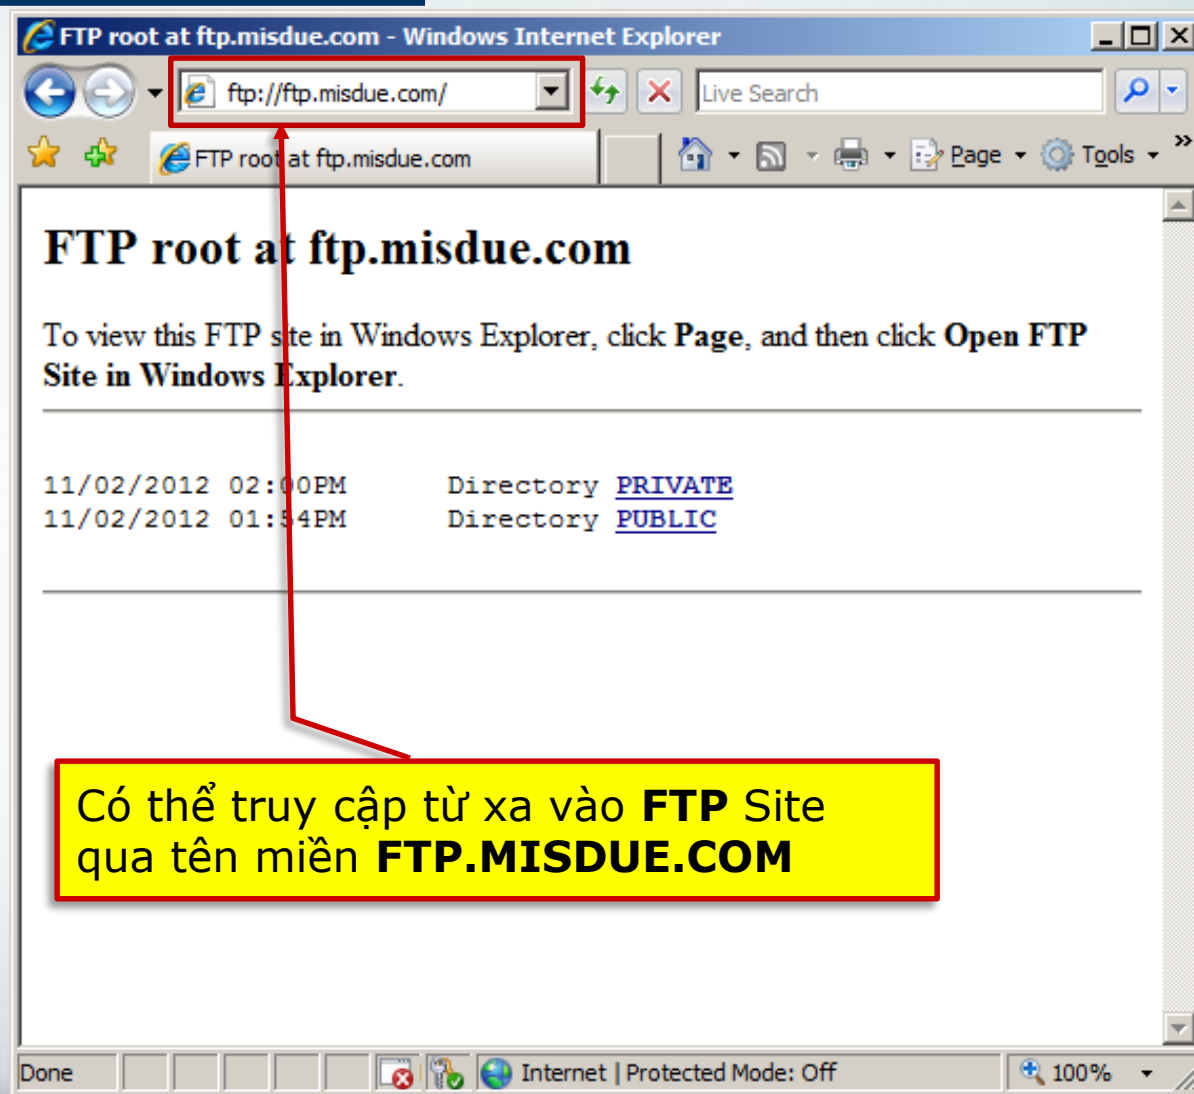 FTP root at ftp.misdue.com - Windows Internet Explorer
ftp://ftp.misdue.com/
Live Search
FTP root at ftp.misdue.com
Page
Tools
»
FTP root at ftp.misdue.com
To view this FTP site in Windows Explorer, click Page, and then click Open FTP
Site in Windows Explorer.
11/02/2012 02:00PM Directory PRIVATE
11/02/2012 01:54PM Directory PUBLIC
Có thể truy cập từ xa vào FTP Site
qua tên miền FTP.MISDUE.COM
Done
Internet | Protected Mode: Off
100%